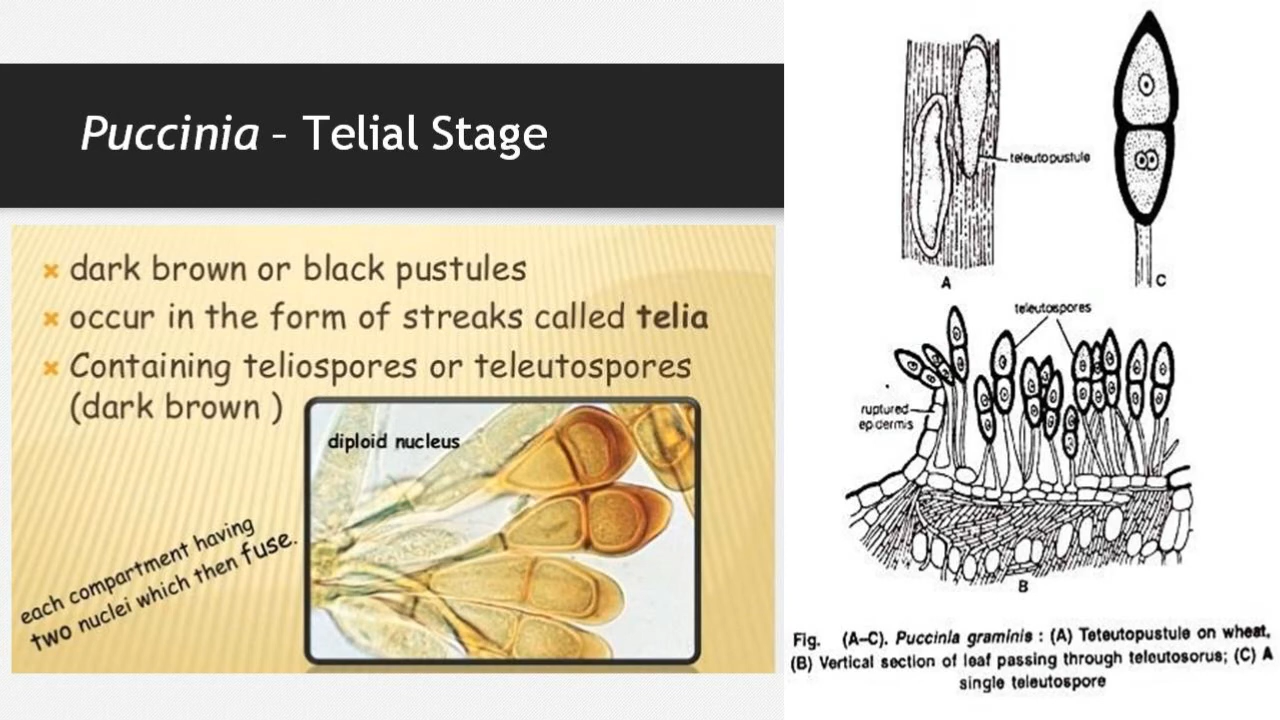 Puccinia – Telial Stage
dark brown or black pustules
occur in the form of streaks called telia
Containing teliospores or teleutospores
(dark brown )
diploid nucleus
each compartment having
two nuclei which then fuse.
teleutopustule
A
C
teleutospores
ruptured
epidermis
B
Fig. (A–C). Puccinia graminis : (A) Teteutopustule on wheat,
(B) Vertical section of leaf passing through teleutosorus; (C) A
single teleutospore